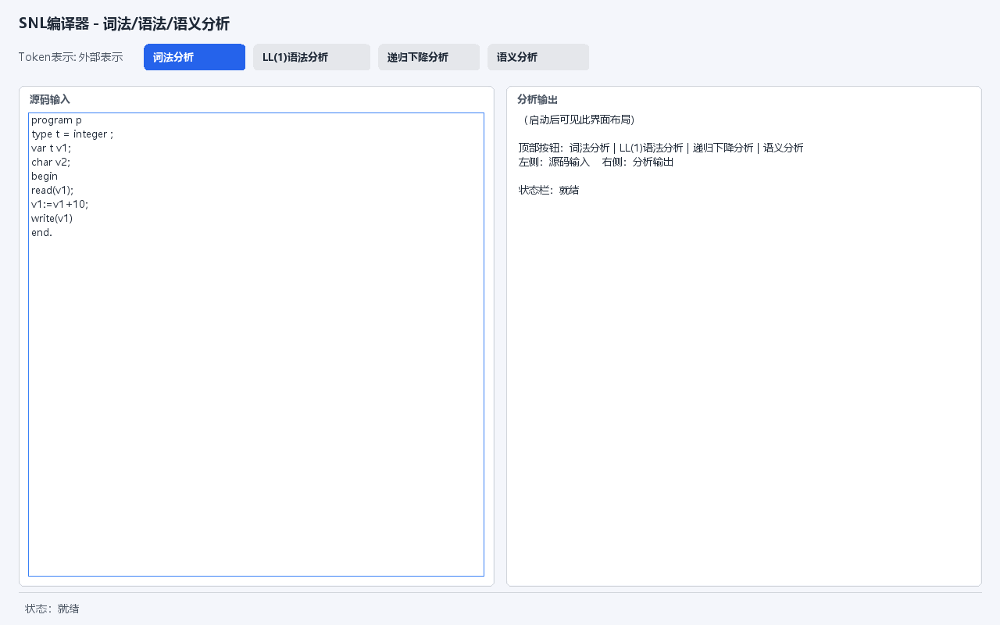 SNL编译器 - 词法/语法/语义分析
Token表示: 外部表示
词法分析
LL(1)语法分析
递归下降分析
语义分析
源码输入
program p
type t = integer ;
var t v1;
char v2;
begin
read(v1);
v1:=v1+10;
write(v1)
end.
分析输出
（启动后可见此界面布局）
顶部按钮：词法分析 | LL(1)语法分析 | 递归下降分析 | 语义分析
左侧：源码输入    右侧：分析输出
状态栏：就绪
状态：就绪